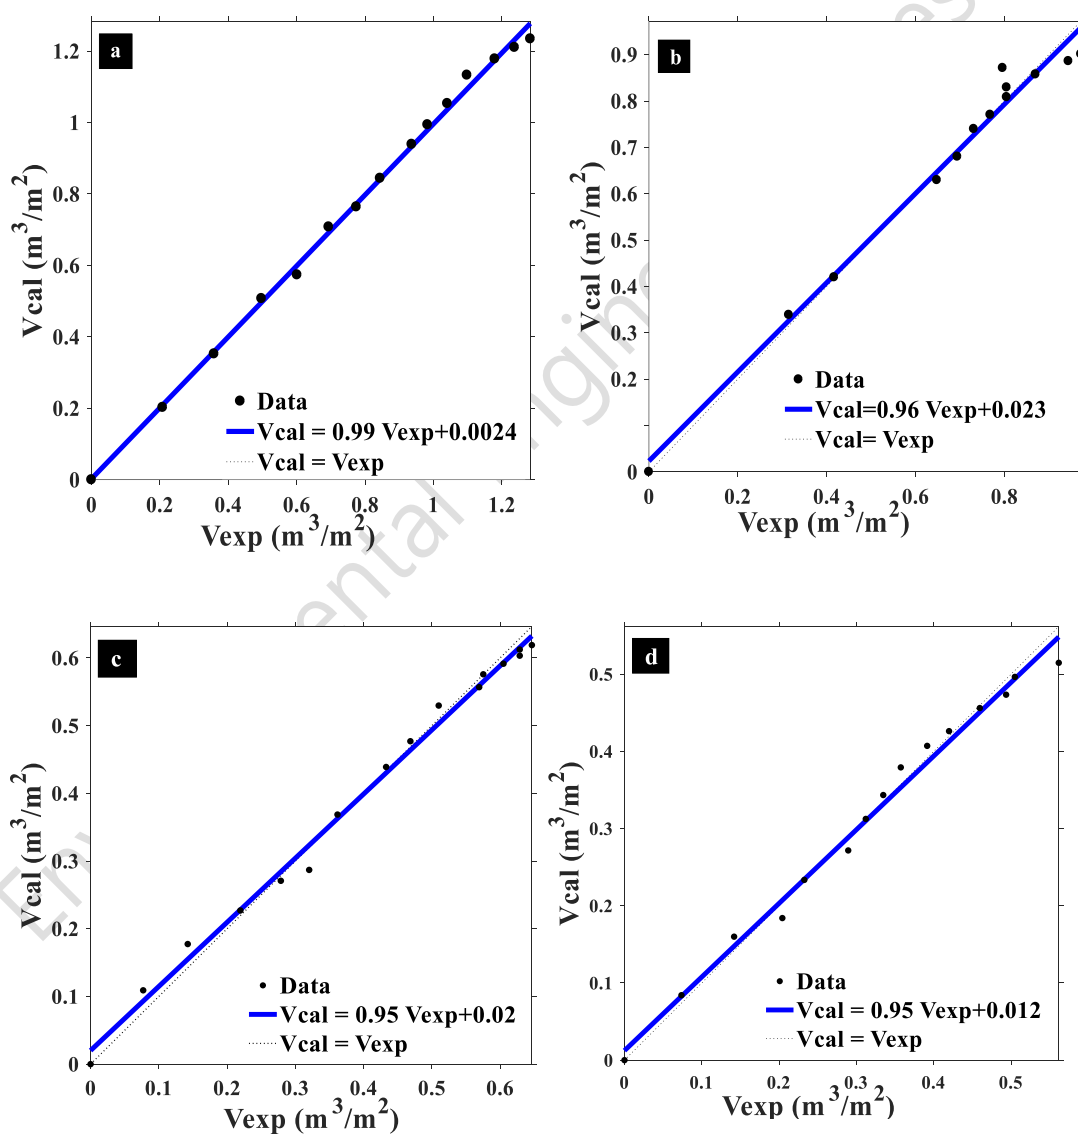 a
1.2
1
0.8
0.6
0.4
0.2
0
Vcal (m³/m²)
Data
Vcal = 0.99 Vexp+0.0024
Vcal = Vexp
0 0.2 0.4 0.6 0.8 1 1.2
Vexp (m³/m²)
b
0.9
0.8
0.7
0.6
0.5
0.4
0.3
0.2
0
Vcal (m³/m²)
Data
Vcal=0.96 Vexp+0.023
Vcal= Vexp
0 0.2 0.4 0.6 0.8
Vexp (m³/m²)
c
0.6
0.5
0.4
0.3
0.2
0.1
0
Vcal (m³/m²)
Data
Vcal = 0.95 Vexp+0.02
Vcal = Vexp
0 0.2 0.3 0.4 0.5 0.6
Vexp (m³/m²)
d
0.5
0.4
0.3
0.2
0.1
0
Vcal (m³/m²)
Data
Vcal = 0.95 Vexp+0.012
Vcal = Vexp
0 0.1 0.2 0.3 0.4 0.5
Vexp (m³/m²)